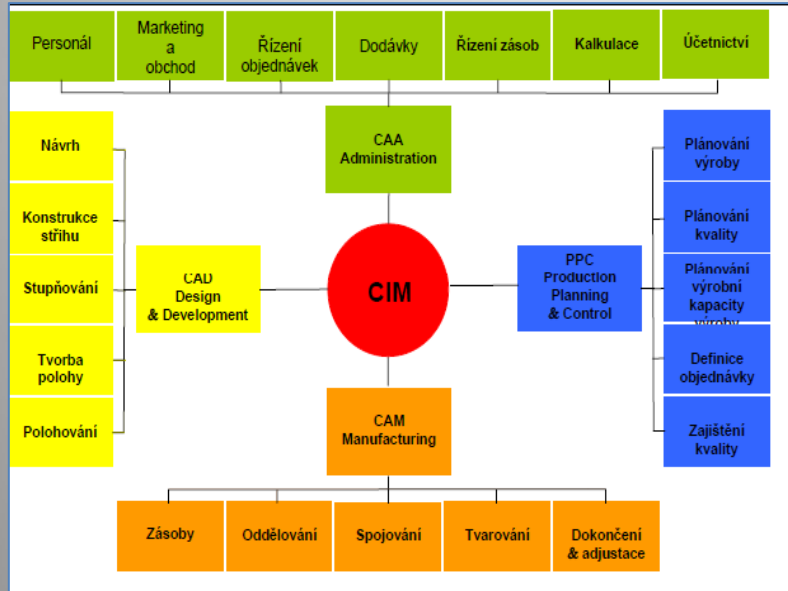 Personál
Marketing
a
obchod
Řízení
objednávek
Dodávky
Řízení zásob
Kalkulace
Účetnictví
CAA
Administration
Návrh
Konstrukce
střihu
Stupňování
Tvorba
polohy
Polohování
CAD
Design
& Development
CIM
PPC
Production
Planning
& Control
Plánování
výroby
Plánování
kvality
Plánování
výrobní
kapacity
výroby
Definice
objednávky
Zajištění
kvality
CAM
Manufacturing
Zásoby
Oddělování
Spojování
Tvarování
Dokončení
& adjustace